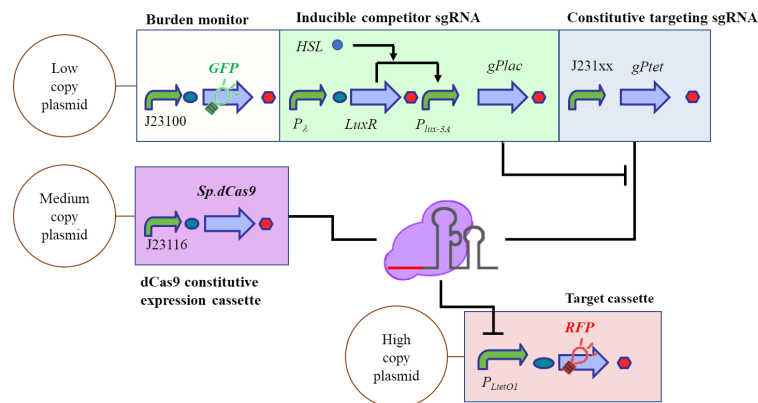 Burden monitor
Inducible competitor sgRNA
Constitutive targeting sgRNA
Low
copy
plasmid
GFP
J23100
HSL
gPlac
Pλ
LuxR
Plux-3A
J231xx
gPtet
Medium
copy
plasmid
Sp.dCas9
J23116
dCas9 constitutive
expression cassette
Target cassette
High
copy
plasmid
RFP
PLtetO1